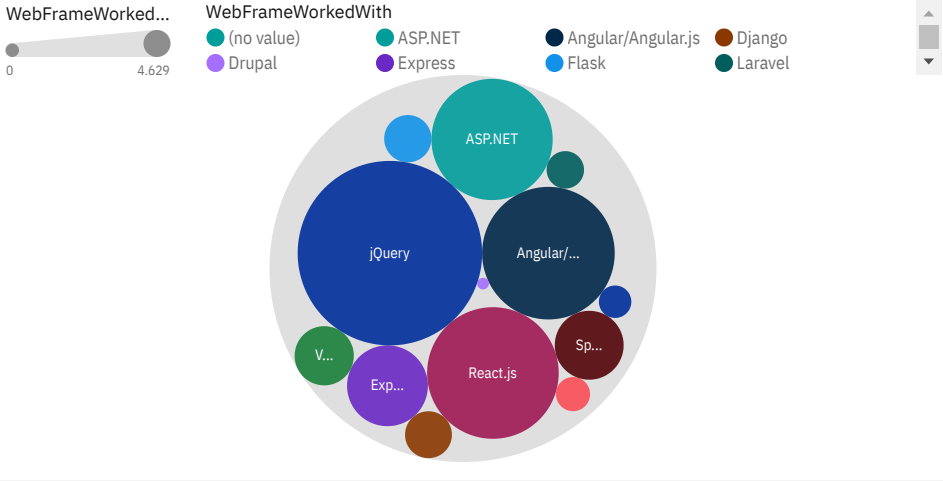 WebFrameWorked...
0
4.629
WebFrameWorkedWith
(no value)
ASP.NET
Angular/Angular.js
Django
Drupal
Express
Flask
Laravel
ASP.NET
jQuery
Angular/...
V...
Exp...
React.js
Sp...